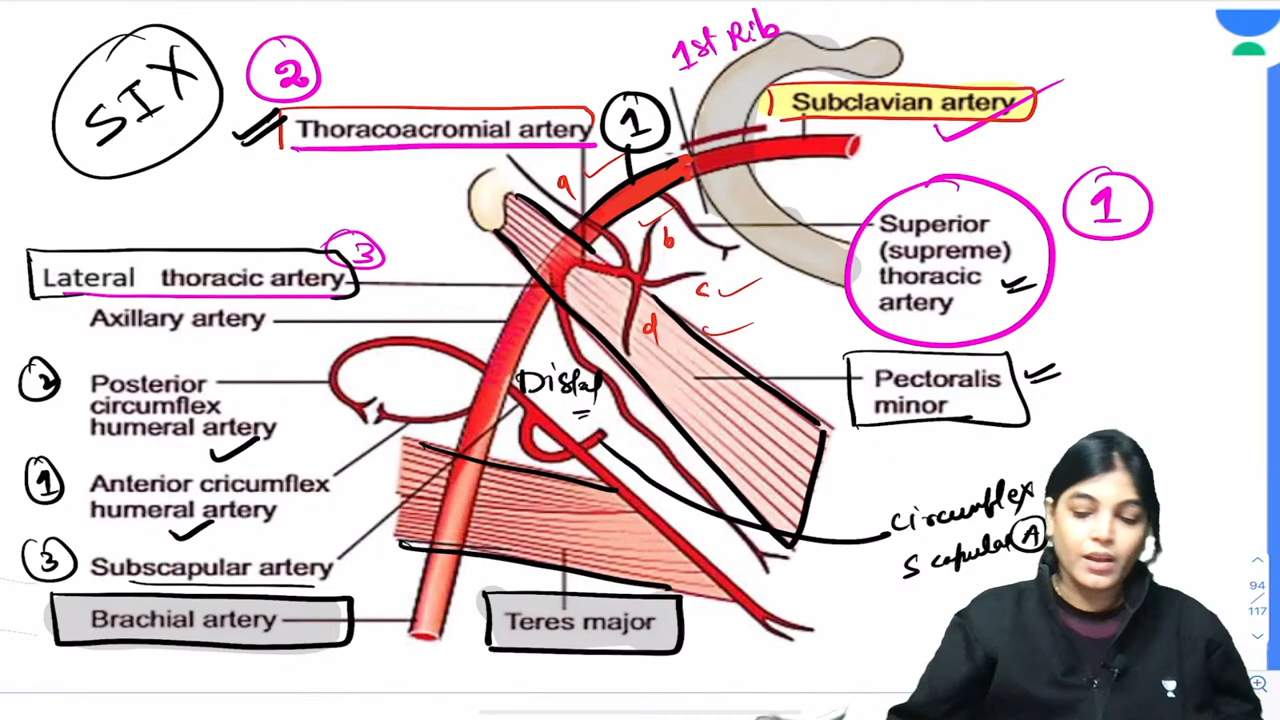 SIX
2
Thoracoacromial artery
1
1st Rib
Subclavian artery
a
b
c
d
1
Superior
(supreme)
thoracic
artery
3
Lateral thoracic artery
Axillary artery
2
Posterior
circumflex
humeral artery
Distal
Pectoralis
minor
1
Anterior cricumflex
humeral artery
circumflex
scapular A
3
Subscapular artery
Brachial artery
Teres major
94
/
117